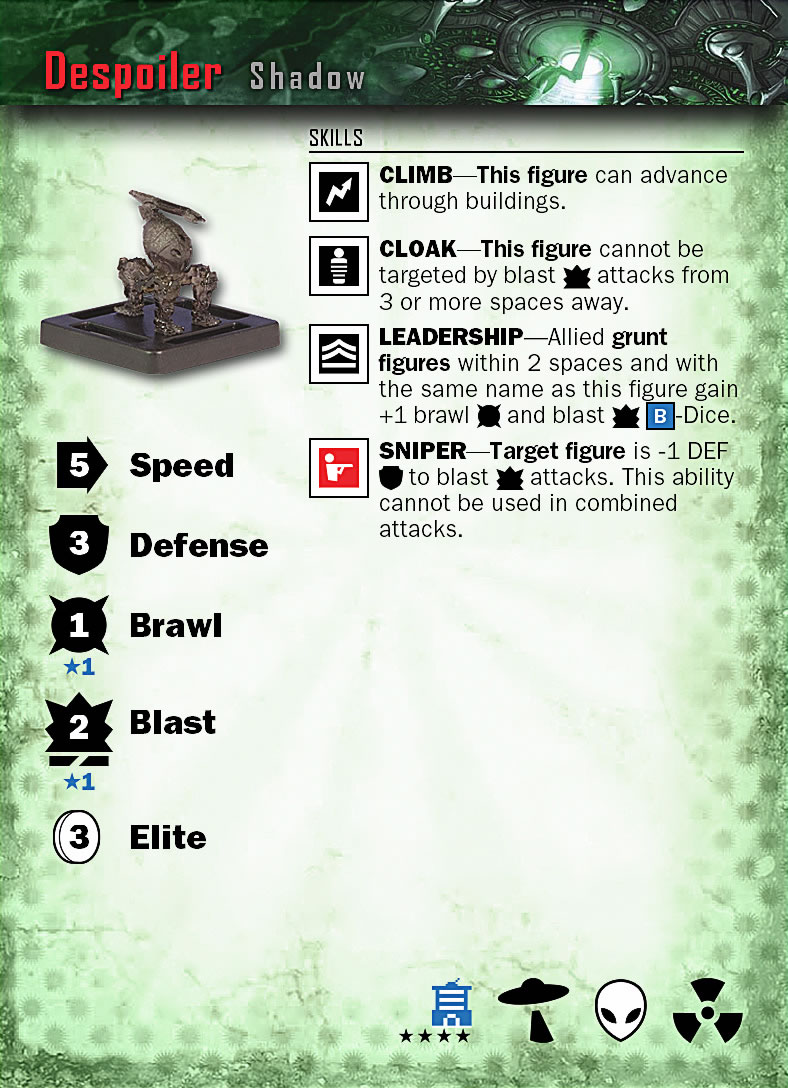 Despoiler Shadow
SKILLS
CLIMB—This figure can advance
through buildings.
CLOAK—This figure cannot be
targeted by blast attacks from
3 or more spaces away.
LEADERSHIP—Allied grunt
figures within 2 spaces and with
the same name as this figure gain
+1 brawl and blast B-Dice.
SNIPER—Target figure is -1 DEF
to blast attacks. This ability
cannot be used in combined
attacks.
5 Speed
3 Defense
1 Brawl
★1
2 Blast
★1
3 Elite
★★★★